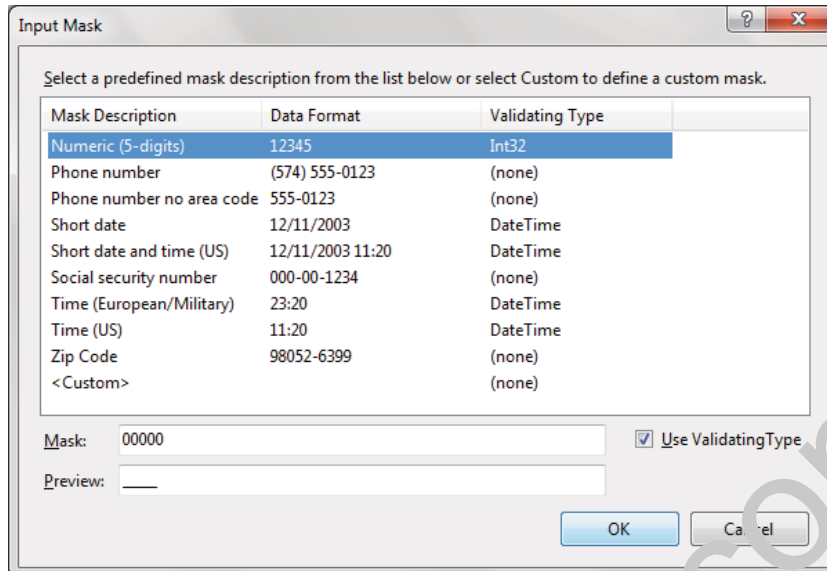 Input Mask
?
Select a predefined mask description from the list below or select Custom to define a custom mask.
Mask Description Data Format Validating Type
Numeric (5-digits) 12345 Int32
Phone number (574) 555-0123 (none)
Phone number no area code 555-0123 (none)
Short date 12/11/2003 DateTime
Short date and time (US) 12/11/2003 11:20 DateTime
Social security number 000-00-1234 (none)
Time (European/Military) 23:20 DateTime
Time (US) 11:20 DateTime
Zip Code 98052-6399 (none)
<Custom> (none)
Mask: 00000 Use ValidatingType
Preview: _____
OK